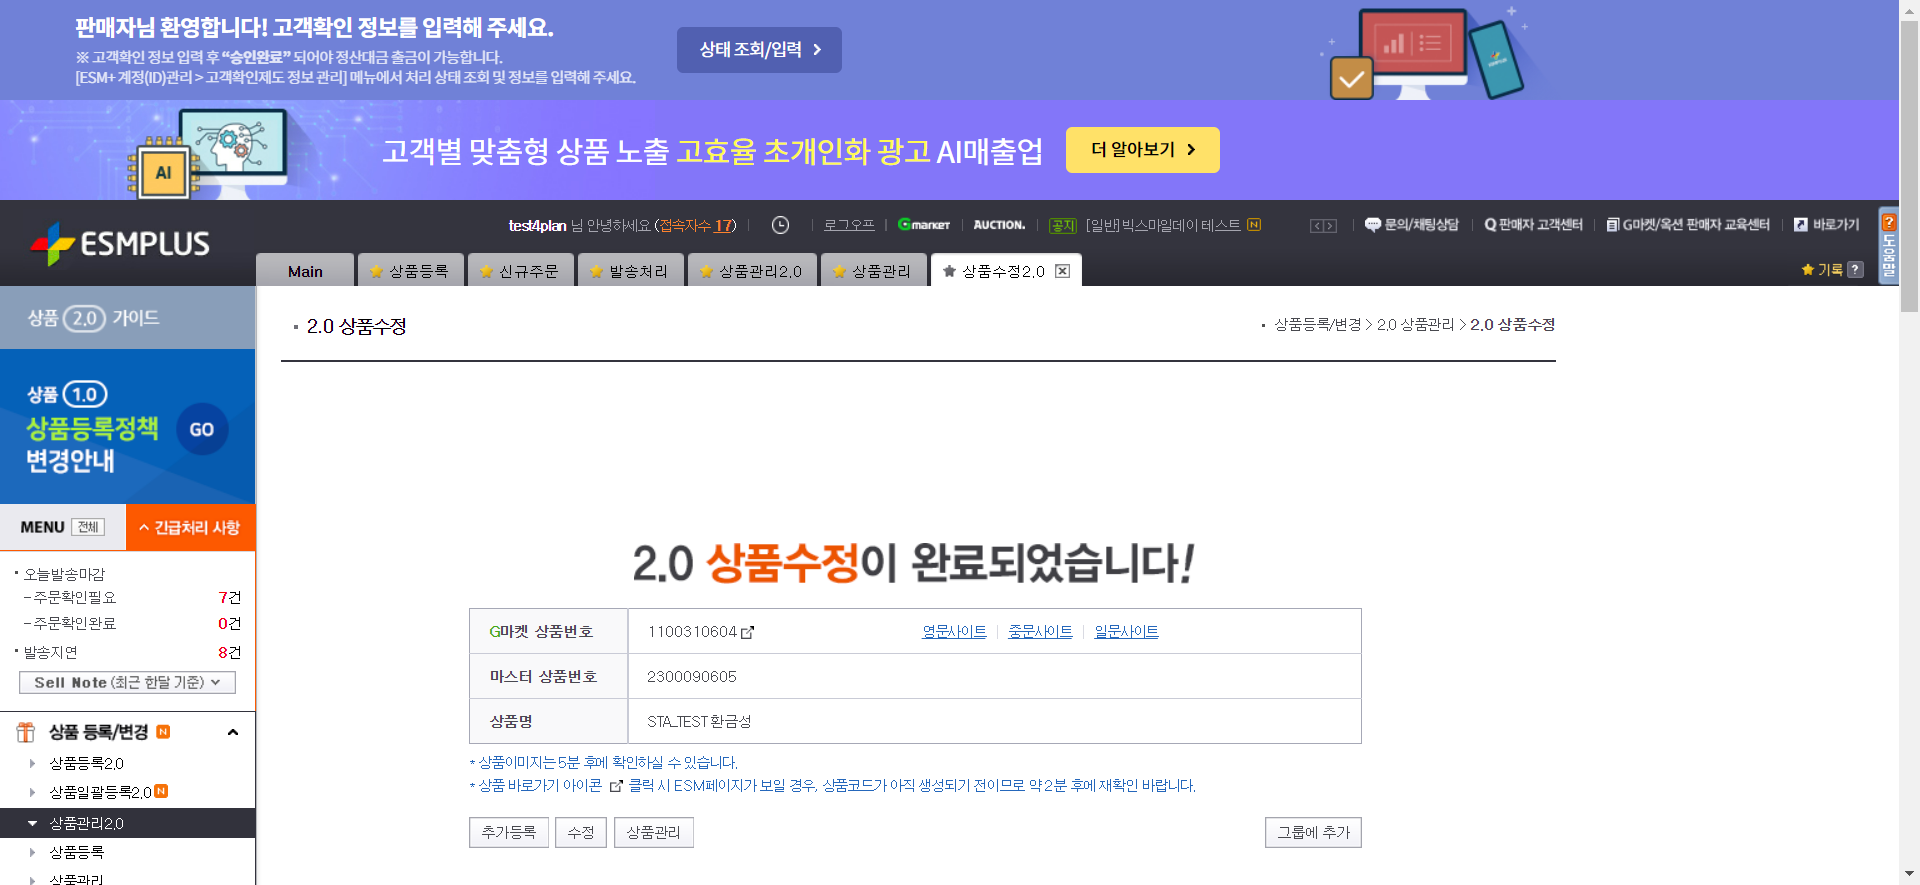 판매자님 환영합니다! 고객확인 정보를 입력해 주세요.
※ 고객확인 정보 입력 후 “승인완료” 되어야 정산대금 출금이 가능합니다.
[ESM+ 계정(ID)관리 > 고객확인제도 정보 관리] 메뉴에서 처리 상태 조회 및 정보를 입력해 주세요.
상태 조회/입력 >
AI
고객별 맞춤형 상품 노출 고효율 초개인화 광고 AI매출업
더 알아보기 >
ESMPLUS
test4plan 님 안녕하세요 (접속자수 17)
로그오프
Gmarket
AUCTION.
공지 [일반] 빅스마일데이 테스트 N
문의/채팅상담
Q 판매자 고객센터
G마켓/옥션 판매자 교육센터
바로가기
? 도움말
Main
상품등록
신규주문
발송처리
상품관리2.0
상품관리
상품수정2.0
기록 ?
상품 2.0 가이드
상품 1.0
상품등록정책
변경안내
GO
MENU 전체
긴급처리 사항
· 오늘발송마감
- 주문확인필요 7건
- 주문확인완료 0건
· 발송지연 8건
Sell Note (최근 한달 기준)
상품 등록/변경 N
상품등록2.0
상품일괄등록2.0 N
상품관리2.0
상품등록
상품관리
2.0 상품수정
상품등록/변경 > 2.0 상품관리 > 2.0 상품수정
2.0 상품수정이 완료되었습니다!
G마켓 상품번호 1100310604 영문사이트 중문사이트 일문사이트
마스터 상품번호 2300090605
상품명 STA_TEST 환금성
* 상품이미지는 5분 후에 확인하실 수 있습니다.
* 상품 바로가기 아이콘 클릭 시 ESM페이지가 보일 경우, 상품코드가 아직 생성되기 전이므로 약 2분 후에 재확인 바랍니다.
추가등록
수정
상품관리
그룹에 추가